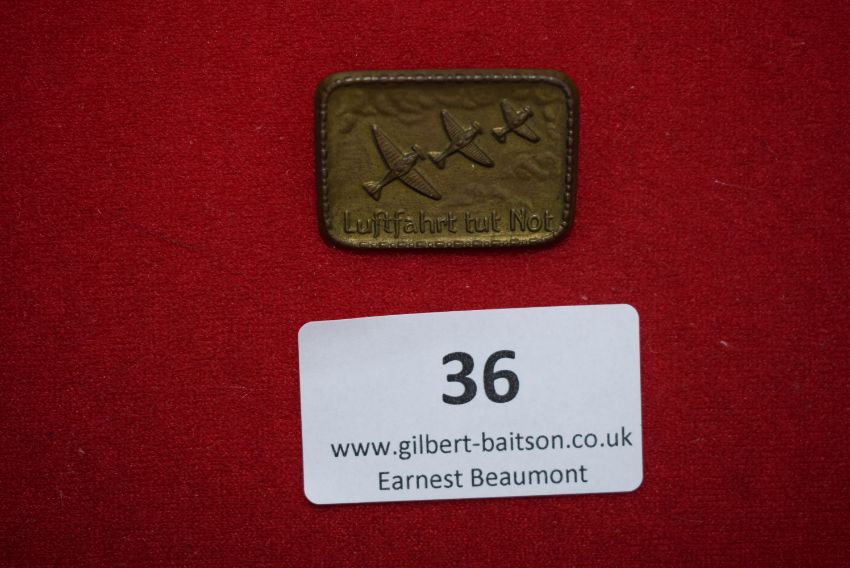 Luftfahrt tut Not
36
www.gilbert-baitson.co.uk
Earnest Beaumont